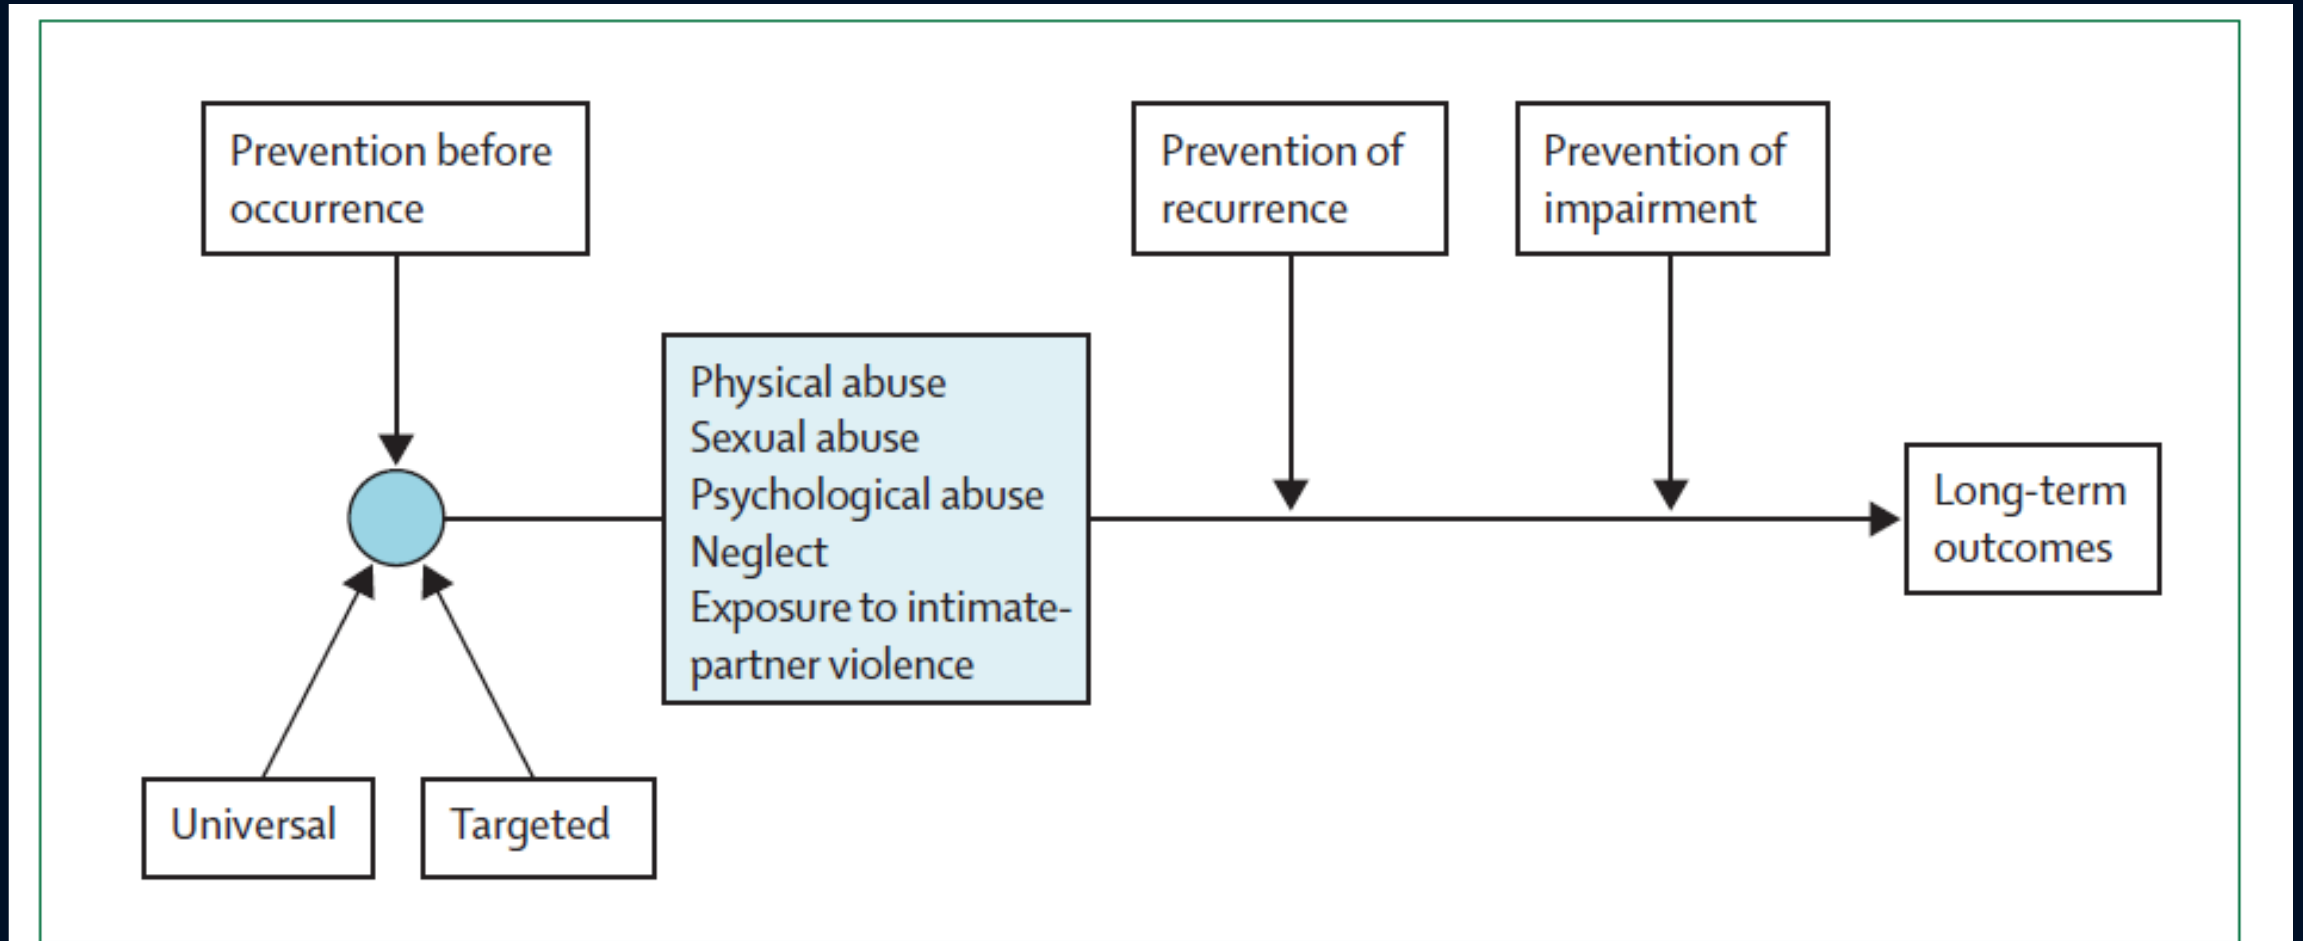 Prevention before
occurrence
Prevention of
recurrence
Prevention of
impairment
Physical abuse
Sexual abuse
Psychological abuse
Neglect
Exposure to intimate-
partner violence
Long-term
outcomes
Universal
Targeted